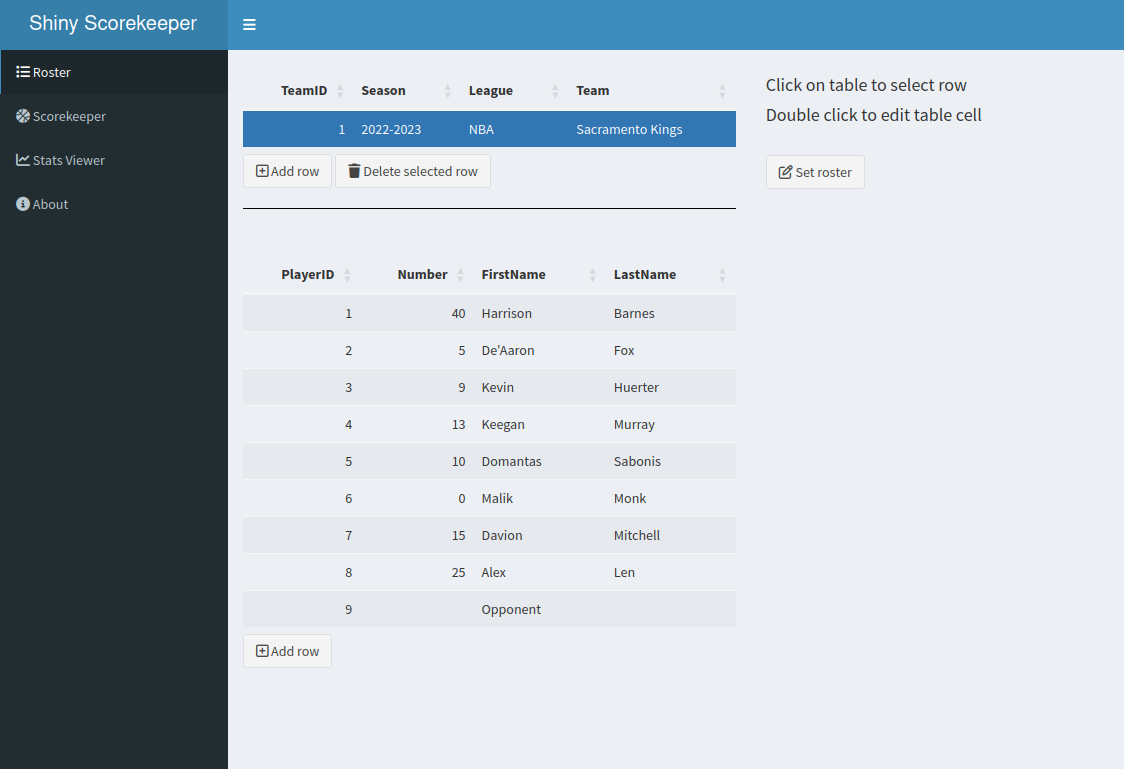 Shiny Scorekeeper
Roster
Scorekeeper
Stats Viewer
About
TeamID Season League Team
1 2022-2023 NBA Sacramento Kings
Add row Delete selected row
Click on table to select row
Double click to edit table cell
Set roster
PlayerID Number FirstName LastName
1 40 Harrison Barnes
2 5 De'Aaron Fox
3 9 Kevin Huerter
4 13 Keegan Murray
5 10 Domantas Sabonis
6 0 Malik Monk
7 15 Davion Mitchell
8 25 Alex Len
9 Opponent
Add row